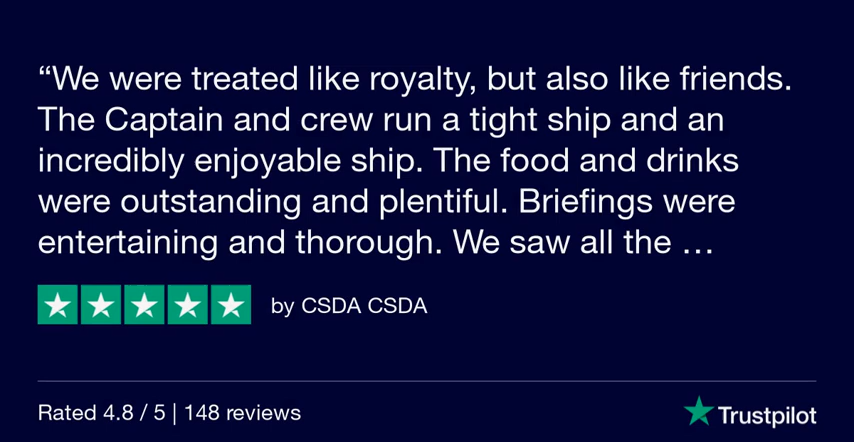 “We were treated like royalty, but also like friends.
The Captain and crew run a tight ship and an
incredibly enjoyable ship. The food and drinks
were outstanding and plentiful. Briefings were
entertaining and thorough. We saw all the …
by CSDA CSDA
Rated 4.8 / 5 | 148 reviews
Trustpilot